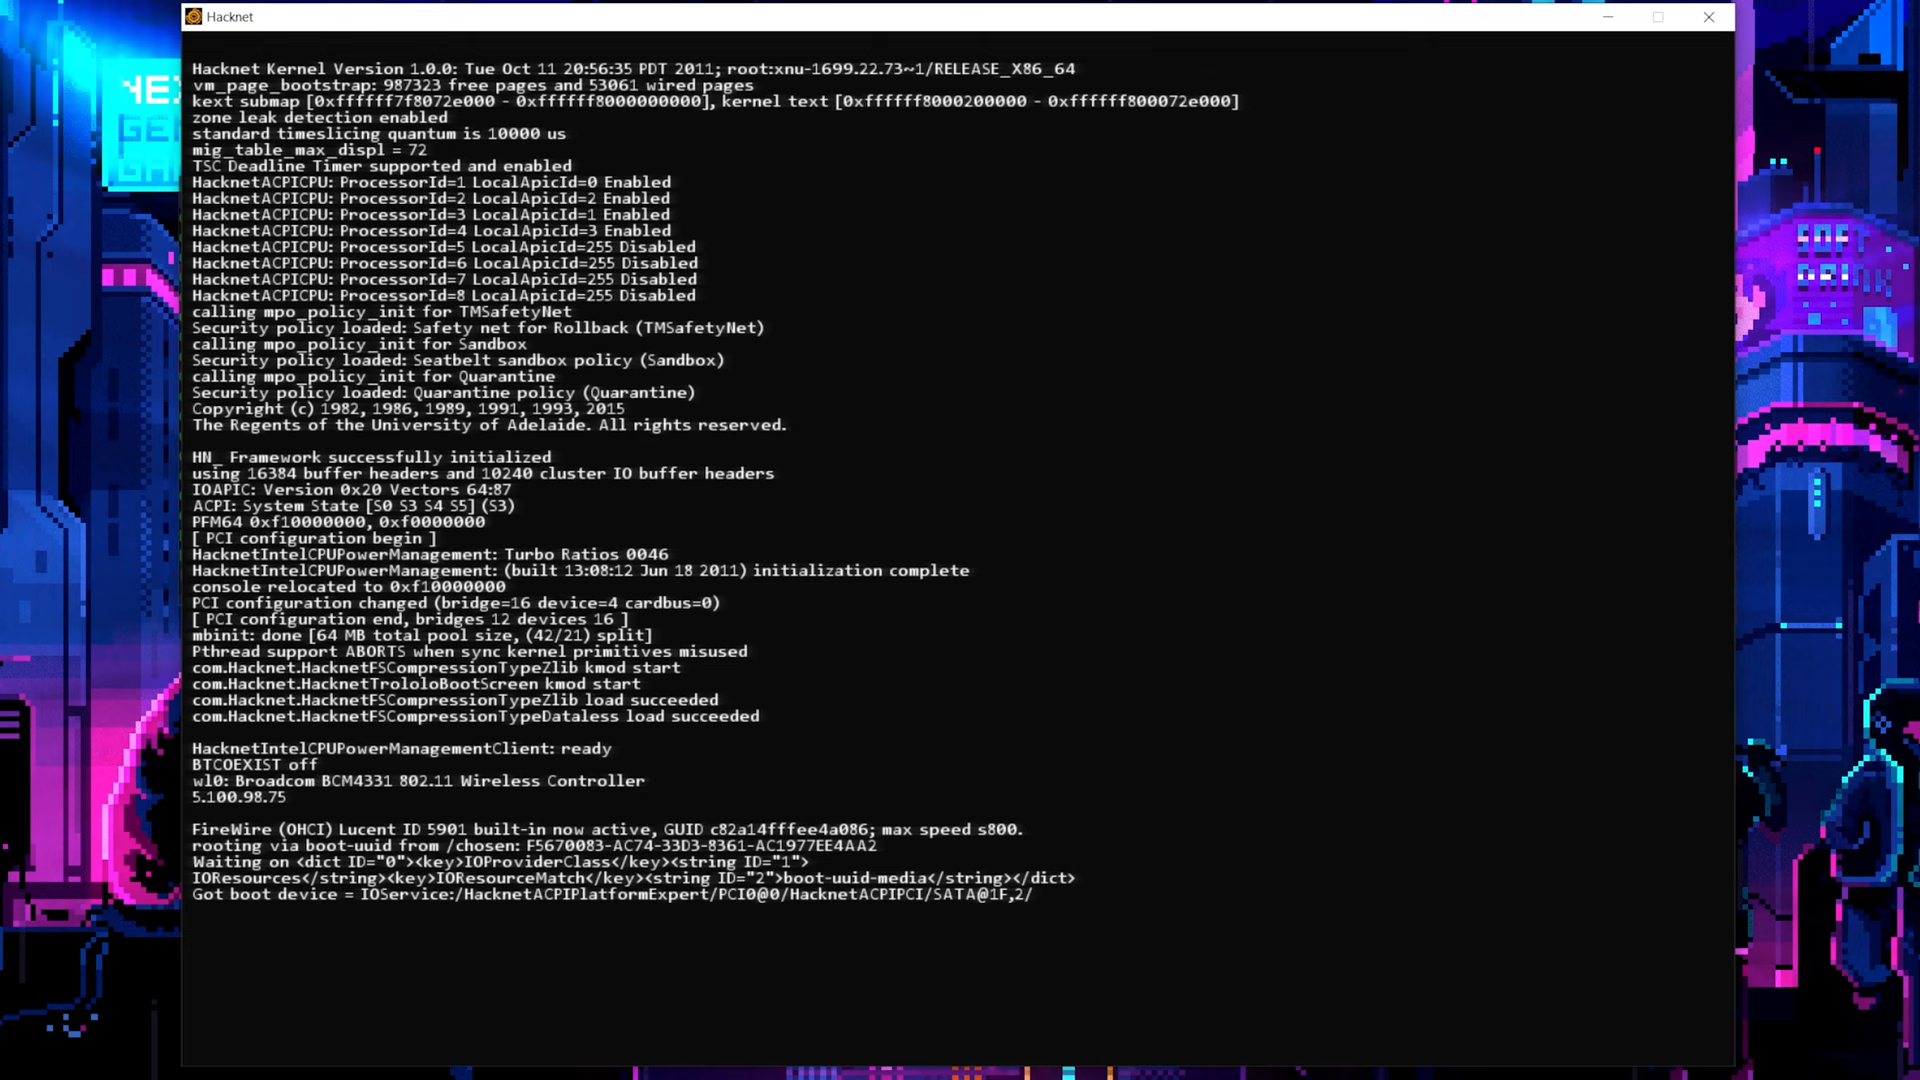 Hacknet
Hacknet Kernel Version 1.0.0: Tue Oct 11 20:56:35 PDT 2011; root:xnu-1699.22.73~1/RELEASE_X86_64
vm_page_bootstrap: 987323 free pages and 53061 wired pages
kext submap [0xffffff7f8072e000 - 0xffffff8000000000], kernel text [0xffffff8000200000 - 0xffffff800072e000]
zone leak detection enabled
standard timeslicing quantum is 10000 us
mig_table_max_displ = 72
TSC Deadline Timer supported and enabled
HacknetACPICPU: ProcessorId=1 LocalApicId=0 Enabled
HacknetACPICPU: ProcessorId=2 LocalApicId=2 Enabled
HacknetACPICPU: ProcessorId=3 LocalApicId=1 Enabled
HacknetACPICPU: ProcessorId=4 LocalApicId=3 Enabled
HacknetACPICPU: ProcessorId=5 LocalApicId=255 Disabled
HacknetACPICPU: ProcessorId=6 LocalApicId=255 Disabled
HacknetACPICPU: ProcessorId=7 LocalApicId=255 Disabled
HacknetACPICPU: ProcessorId=8 LocalApicId=255 Disabled
calling mpo_policy_init for TMSafetyNet
Security policy loaded: Safety net for Rollback (TMSafetyNet)
calling mpo_policy_init for Sandbox
Security policy loaded: Seatbelt sandbox policy (Sandbox)
calling mpo_policy_init for Quarantine
Security policy loaded: Quarantine policy (Quarantine)
Copyright (c) 1982, 1986, 1989, 1991, 1993, 2015
The Regents of the University of Adelaide. All rights reserved.
HN_ Framework successfully initialized
using 16384 buffer headers and 10240 cluster IO buffer headers
IOAPIC: Version 0x20 Vectors 64:87
ACPI: System State [S0 S3 S4 S5] (S3)
PFM64 0xf10000000, 0xf0000000
[ PCI configuration begin ]
HacknetIntelCPUPowerManagement: Turbo Ratios 0046
HacknetIntelCPUPowerManagement: (built 13:08:12 Jun 18 2011) initialization complete
console relocated to 0xf10000000
PCI configuration changed (bridge=16 device=4 cardbus=0)
[ PCI configuration end, bridges 12 devices 16 ]
mbinit: done [64 MB total pool size, (42/21) split]
Pthread support ABORTS when sync kernel primitives misused
com.Hacknet.HacknetFSCompressionTypeZlib kmod start
com.Hacknet.HacknetTrololoBootScreen kmod start
com.Hacknet.HacknetFSCompressionTypeZlib load succeeded
com.Hacknet.HacknetFSCompressionTypeDataless load succeeded
HacknetIntelCPUPowerManagementClient: ready
BTCOEXIST off
wl0: Broadcom BCM4331 802.11 Wireless Controller
5.100.98.75
FireWire (OHCI) Lucent ID 5901 built-in now active, GUID c82a14fffee4a086; max speed s800.
rooting via boot-uuid from /chosen: F5670083-AC74-33D3-8361-AC1977EE4AA2
Waiting on <dict ID="0"><key>IOProviderClass</key><string ID="1">
IOResources</string><key>IOResourceMatch</key><string ID="2">boot-uuid-media</string></dict>
Got boot device = IOService:/HacknetACPIPlatformExpert/PCI0@0/HacknetACPIPCI/SATA@1F,2/
SOFT
DRINK